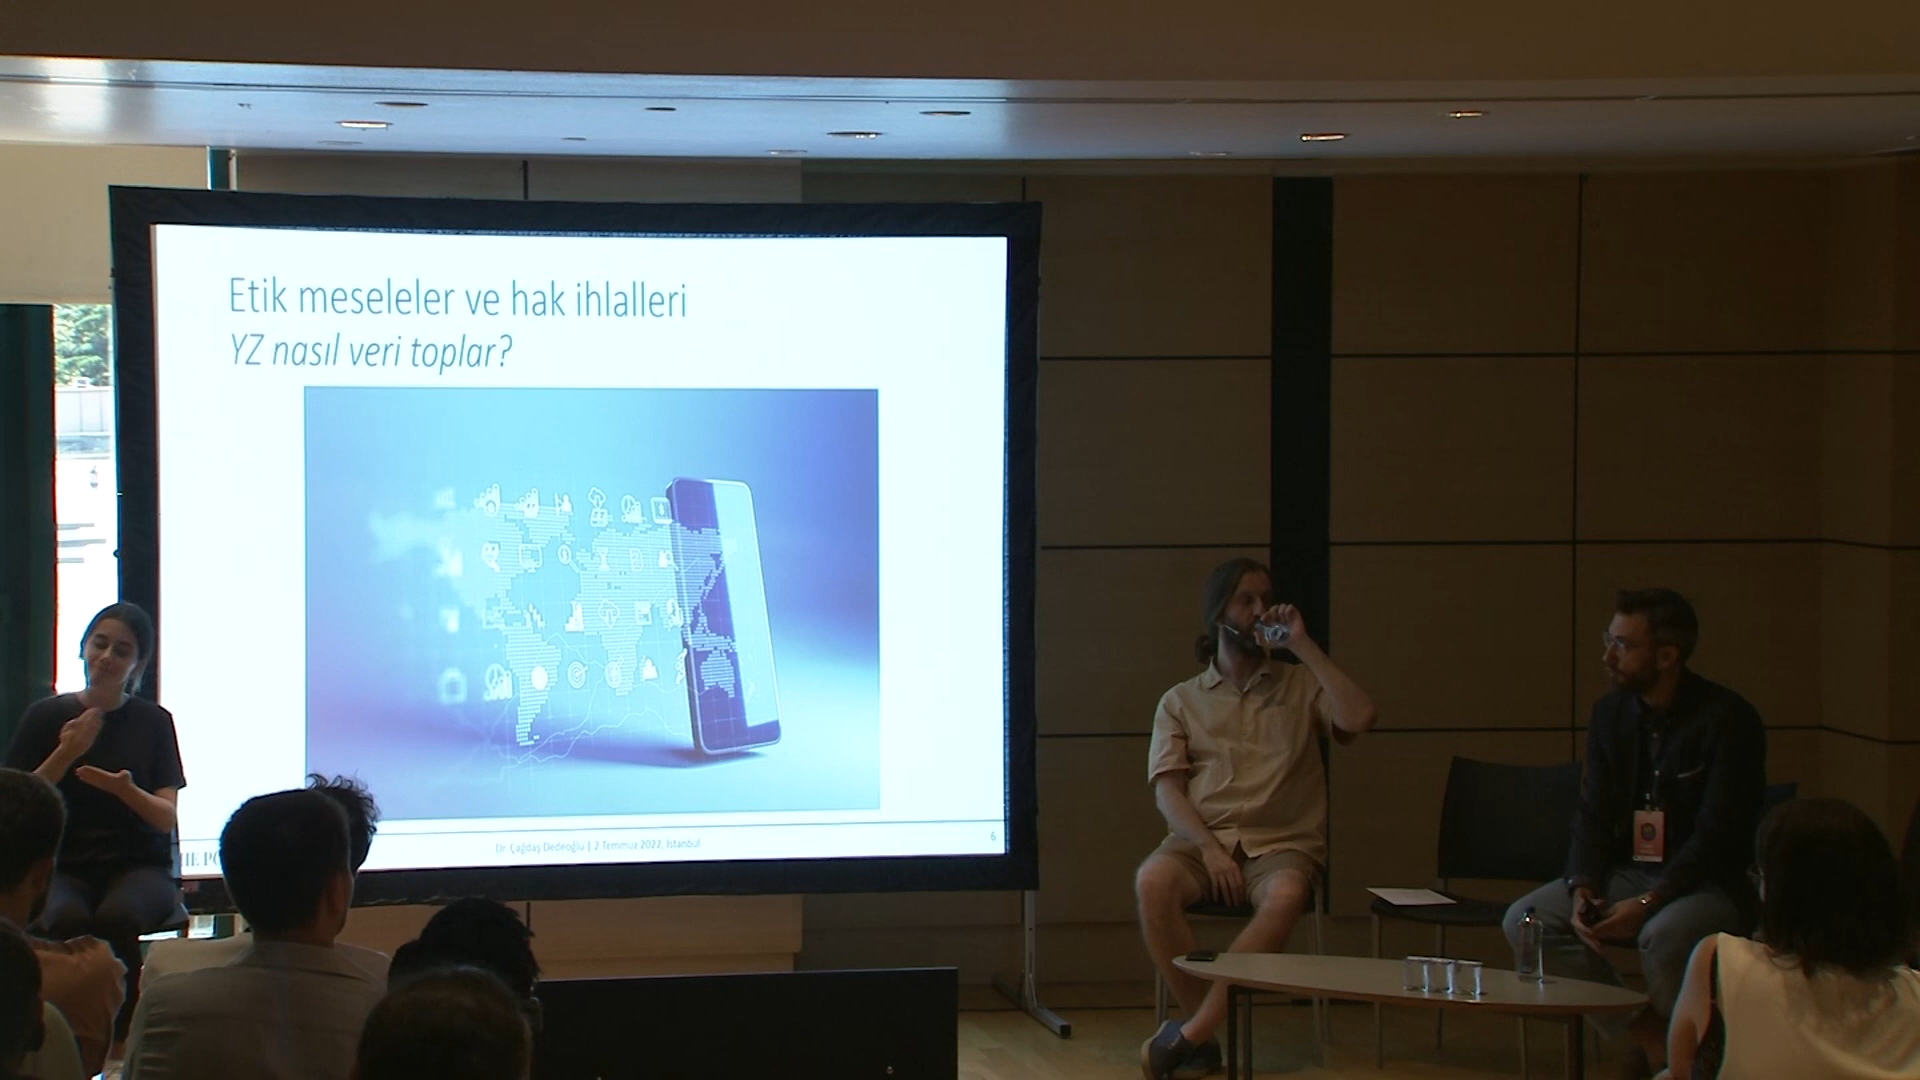 Etik meseleler ve hak ihlalleri
YZ nasıl veri toplar?
Dr. Çağdaş Dedeoğlu | 2 Temmuz 2022, İstanbul
6